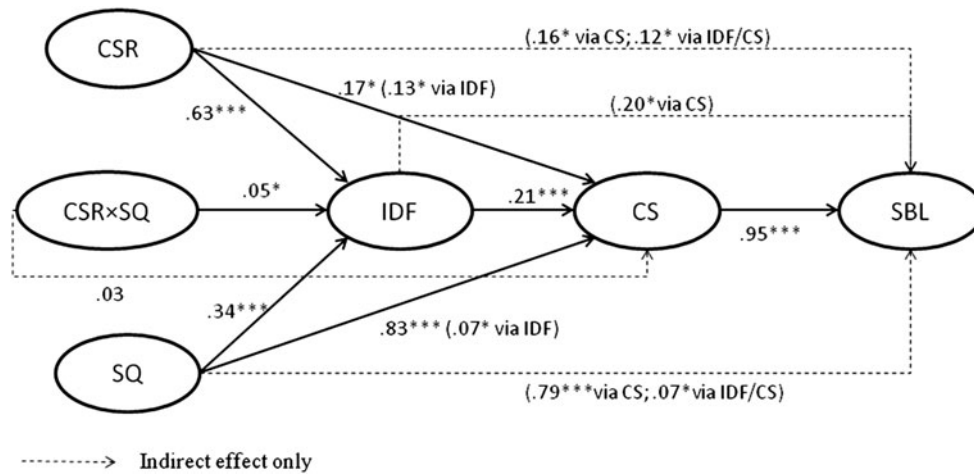 CSR
(.16* via CS; .12* via IDF/CS)
.17* (.13* via IDF)
(.20*via CS)
.63***
CSR×SQ
.05*
IDF
.21***
CS
SBL
.95***
.03
.34***
.83*** (.07* via IDF)
SQ
(.79***via CS; .07* via IDF/CS)
Indirect effect only